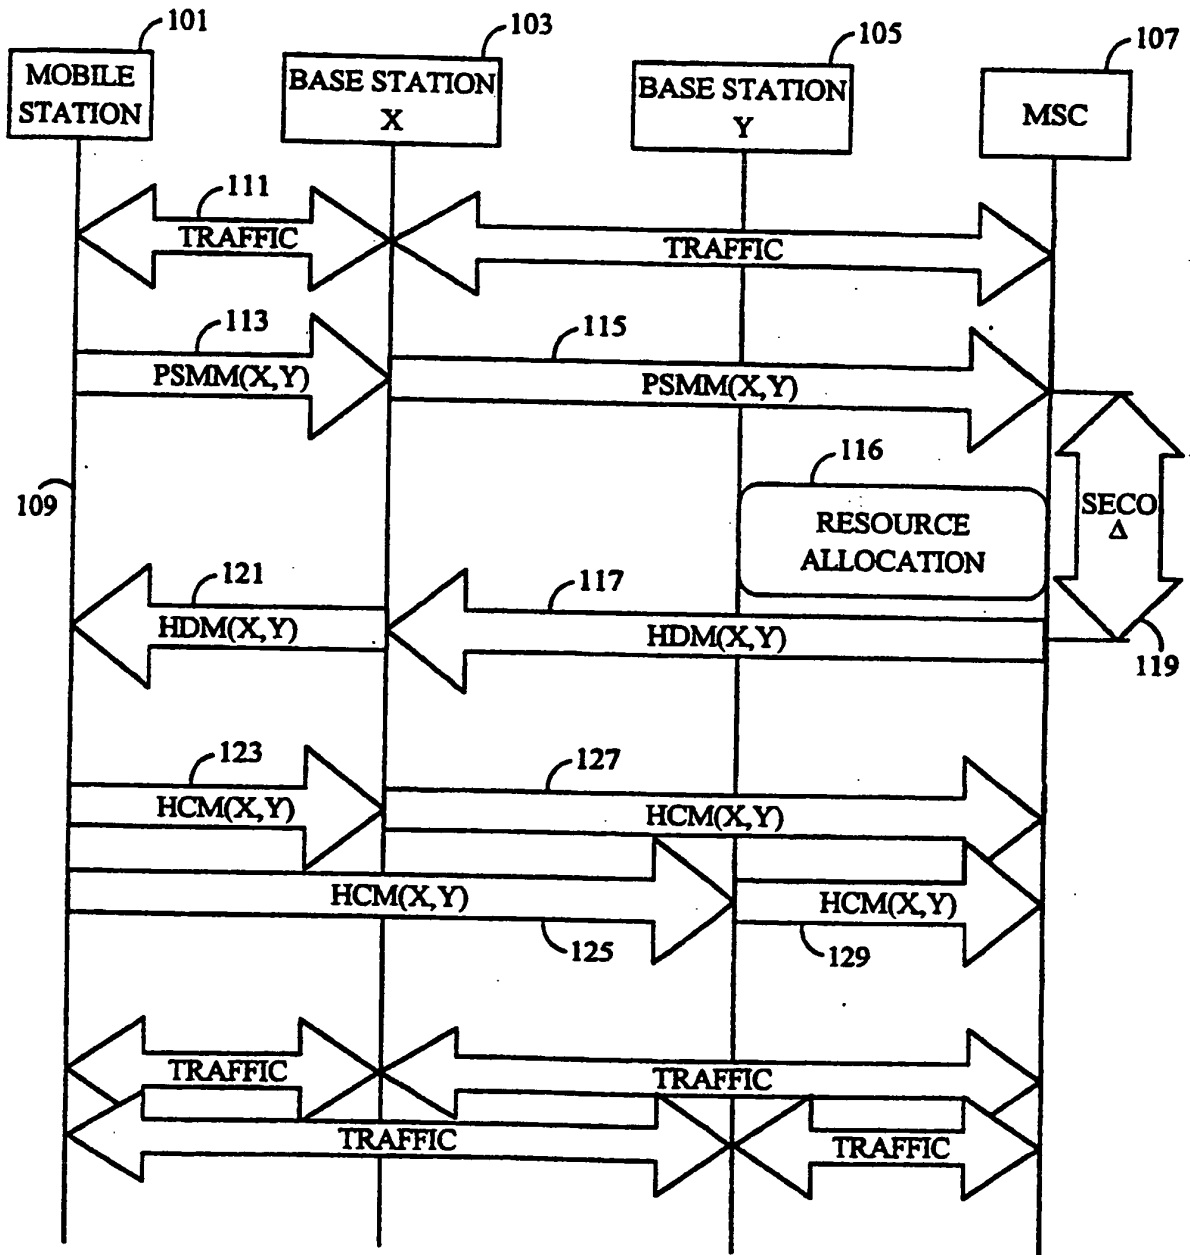 101
103
105
107
MOBILE
STATION
BASE STATION
X
BASE STATION
Y
MSC
111
TRAFFIC
TRAFFIC
113
115
PSMM(X,Y)
PSMM(X,Y)
109
116
RESOURCE
ALLOCATION
SECO
Δ
119
121
117
HDM(X,Y)
HDM(X,Y)
123
127
HCM(X,Y)
HCM(X,Y)
HCM(X,Y)
HCM(X,Y)
125
129
TRAFFIC
TRAFFIC
TRAFFIC
TRAFFIC